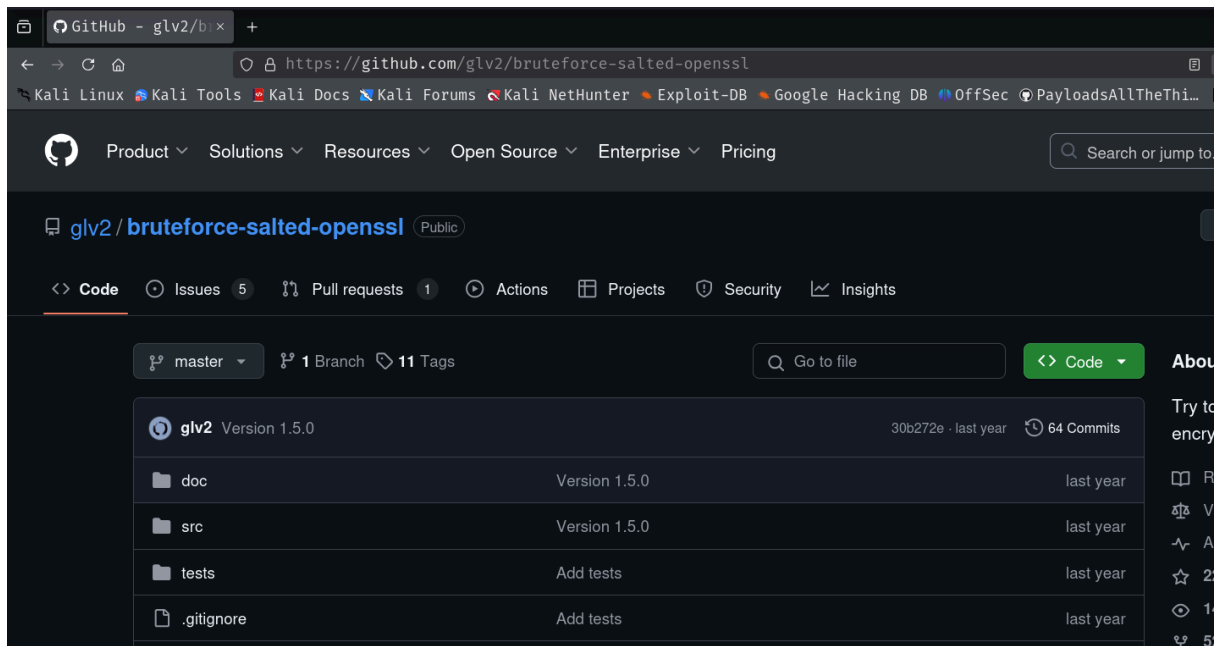 GitHub - glv2/br × +
https://github.com/glv2/bruteforce-salted-openssl
Kali Linux Kali Tools Kali Docs Kali Forums Kali NetHunter Exploit-DB Google Hacking DB OffSec PayloadsAllTheThi…
Product Solutions Resources Open Source Enterprise Pricing Search or jump to.
glv2 / bruteforce-salted-openssl Public
Code Issues 5 Pull requests 1 Actions Projects Security Insights
master 1 Branch 11 Tags Go to file Code Abou
glv2 Version 1.5.0 30b272e · last year 64 Commits Try to
encry
doc Version 1.5.0 last year R
src Version 1.5.0 last year V
A
tests Add tests last year 22
.gitignore Add tests last year 14